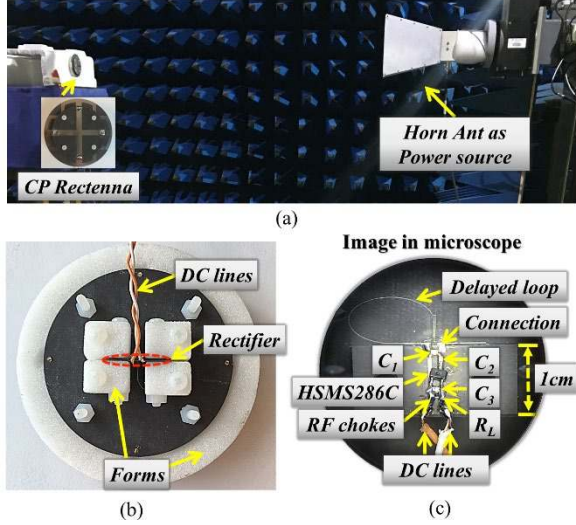 Horn Ant as
Power source
CP Rectenna
(a)
DC lines
Rectifier
Forms
(b)
Image in microscope
Delayed loop
Connection
C1
C2
HSMS286C
C3
1cm
RF chokes
RL
DC lines
(c)